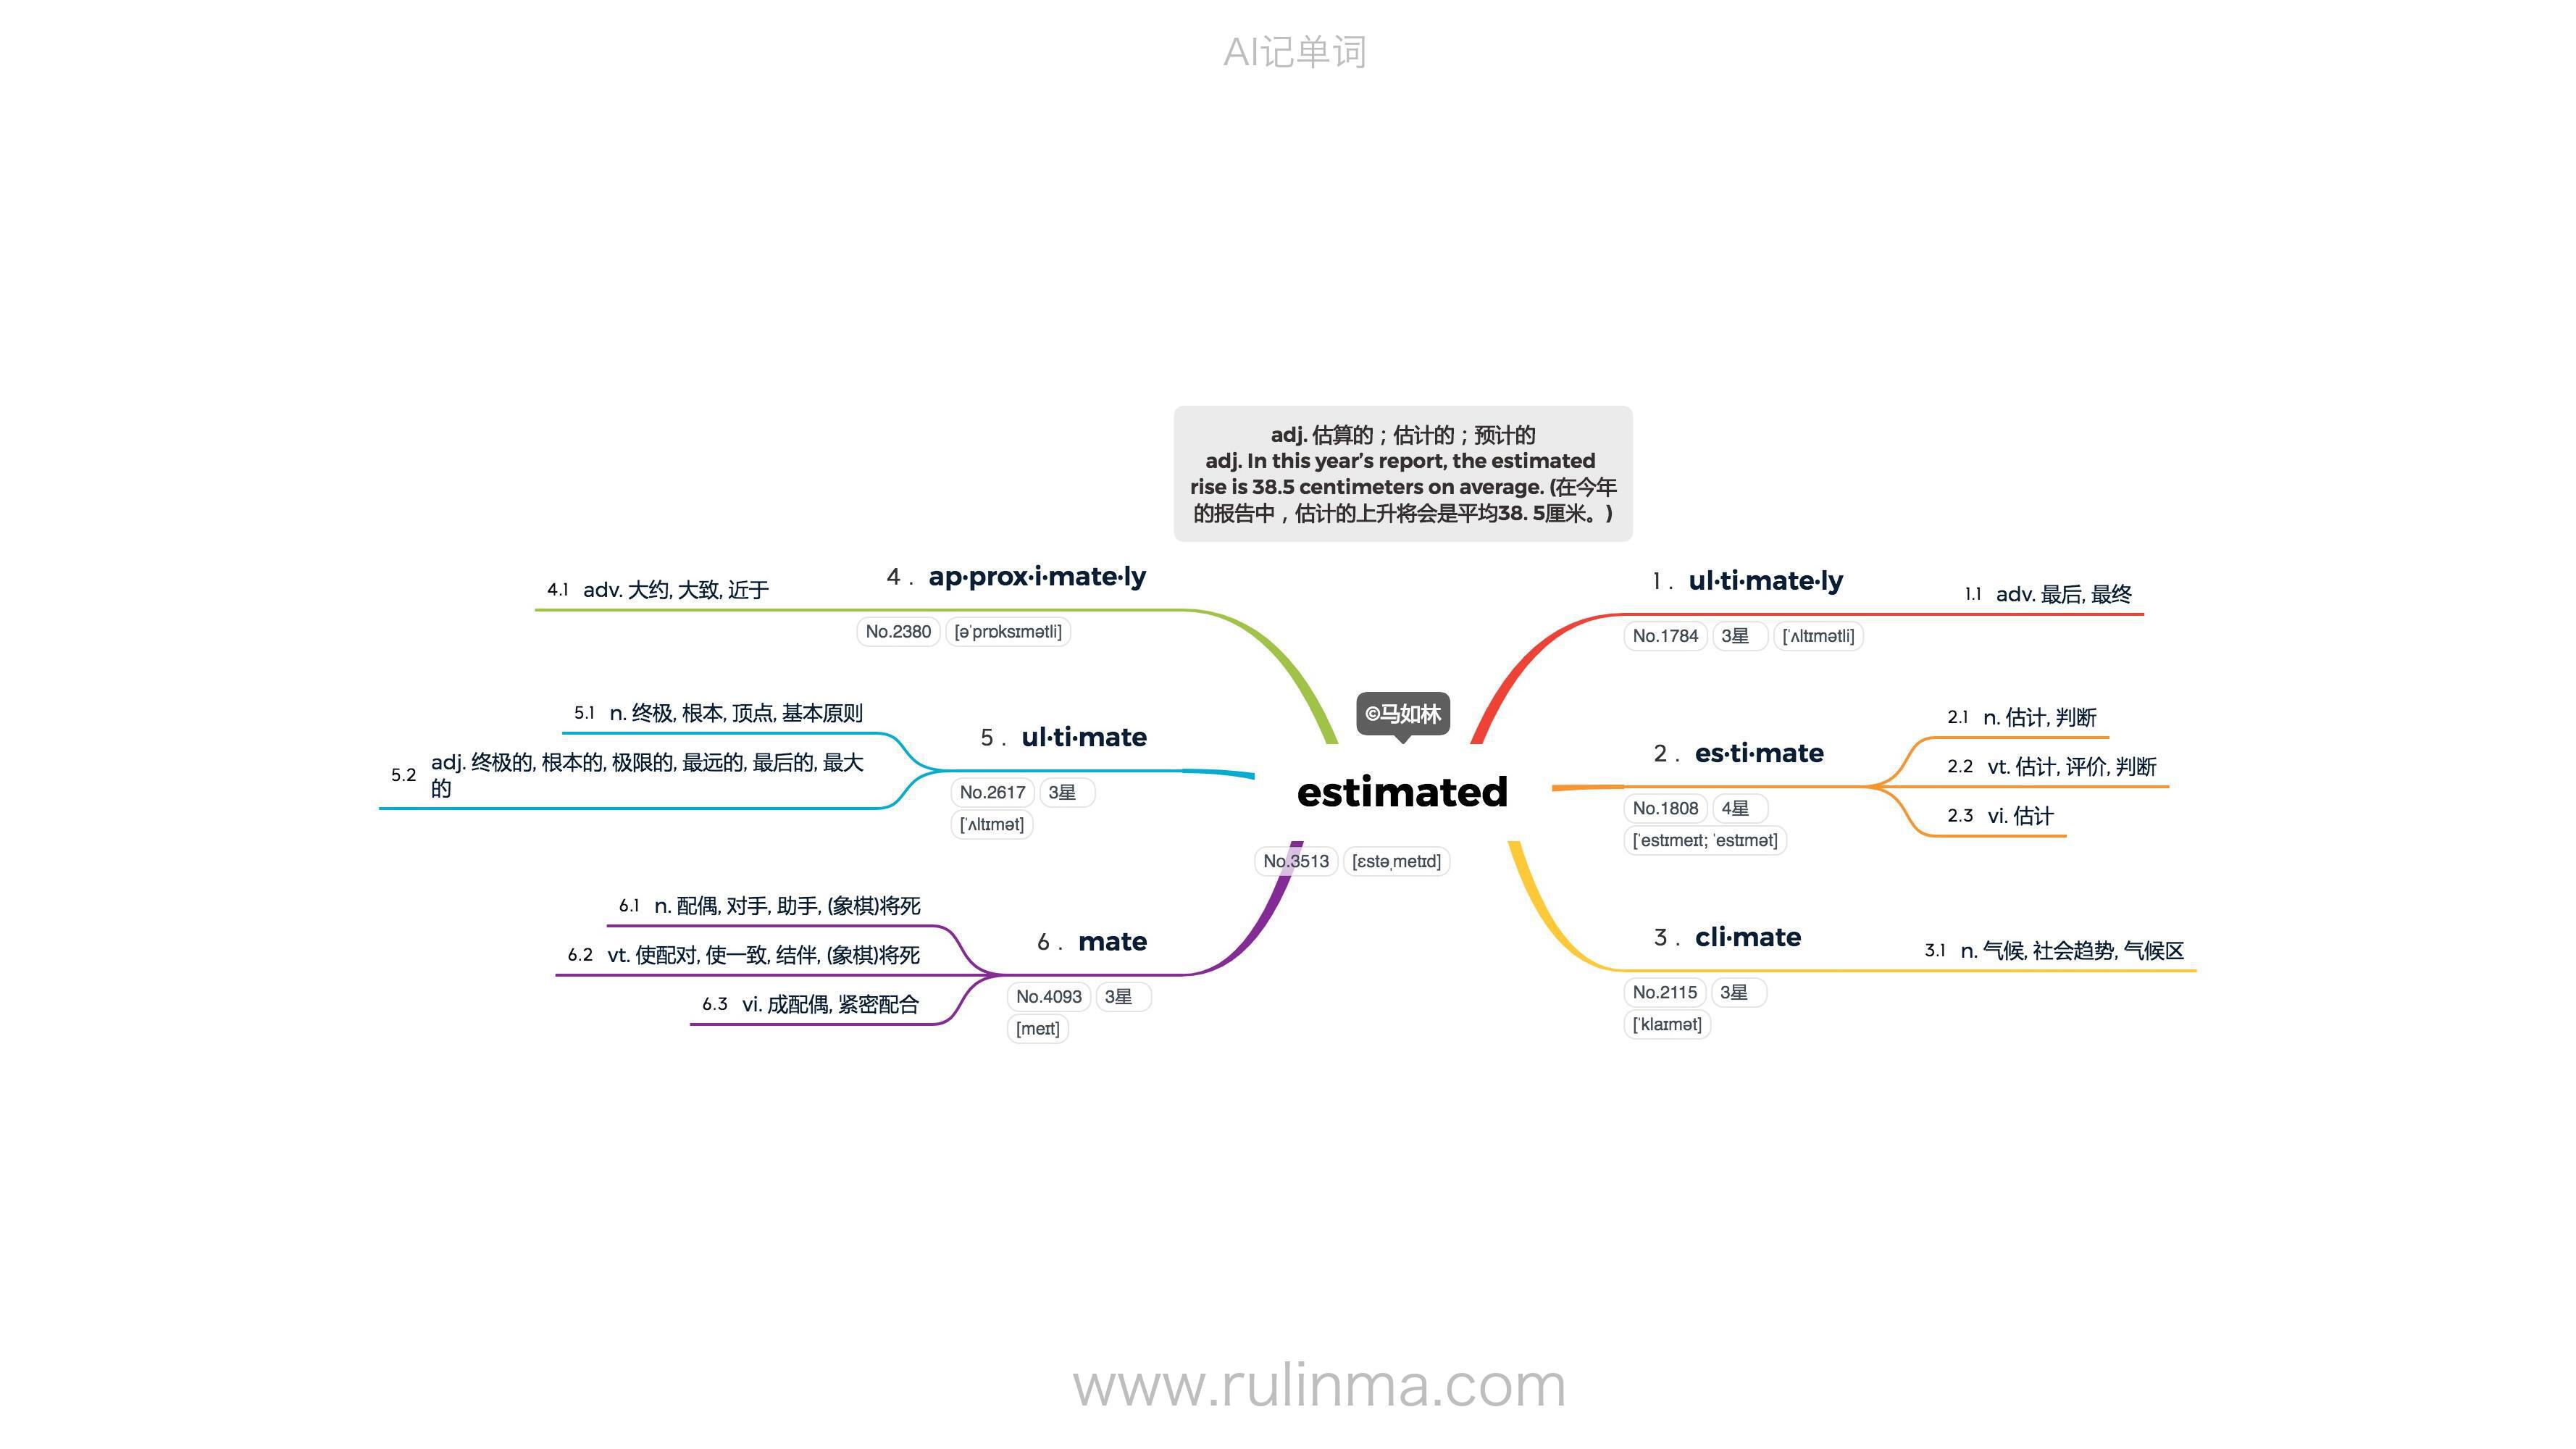 AI记单词
adj. 估算的；估计的；预计的
adj. In this year’s report, the estimated
rise is 38.5 centimeters on average. (在今年
的报告中，估计的上升将会是平均38. 5厘米。)
©马如林
estimated
No.3513 [ɛstəˌmetɪd]
1 . ul·ti·mate·ly
No.1784 3星 [ˈʌltɪmətli]
1.1 adv. 最后, 最终
2 . es·ti·mate
No.1808 4星
[ˈestɪmeɪt; ˈestɪmət]
2.1 n. 估计, 判断
2.2 vt. 估计, 评价, 判断
2.3 vi. 估计
3 . cli·mate
No.2115 3星
[ˈklaɪmət]
3.1 n. 气候, 社会趋势, 气候区
4 . ap·prox·i·mate·ly
No.2380 [əˈprɒksɪmətli]
4.1 adv. 大约, 大致, 近于
5 . ul·ti·mate
No.2617 3星
[ˈʌltɪmət]
5.1 n. 终极, 根本, 顶点, 基本原则
5.2 adj. 终极的, 根本的, 极限的, 最远的, 最后的, 最大
的
6 . mate
No.4093 3星
[meɪt]
6.1 n. 配偶, 对手, 助手, (象棋)将死
6.2 vt. 使配对, 使一致, 结伴, (象棋)将死
6.3 vi. 成配偶, 紧密配合
www.rulinma.com